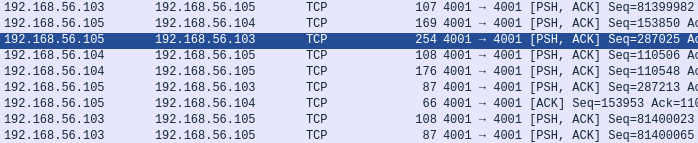 192.168.56.103 192.168.56.105 TCP 107 4001 → 4001 [PSH, ACK] Seq=81399982
192.168.56.105 192.168.56.104 TCP 169 4001 → 4001 [PSH, ACK] Seq=153850 Ac
192.168.56.105 192.168.56.103 TCP 254 4001 → 4001 [PSH, ACK] Seq=287025 Ac
192.168.56.104 192.168.56.105 TCP 108 4001 → 4001 [PSH, ACK] Seq=110506 Ac
192.168.56.104 192.168.56.105 TCP 176 4001 → 4001 [PSH, ACK] Seq=110548 Ac
192.168.56.105 192.168.56.103 TCP 87 4001 → 4001 [PSH, ACK] Seq=287213 Ac
192.168.56.105 192.168.56.104 TCP 66 4001 → 4001 [ACK] Seq=153953 Ack=110
192.168.56.103 192.168.56.105 TCP 108 4001 → 4001 [PSH, ACK] Seq=81400023
192.168.56.103 192.168.56.105 TCP 87 4001 → 4001 [PSH, ACK] Seq=81400065